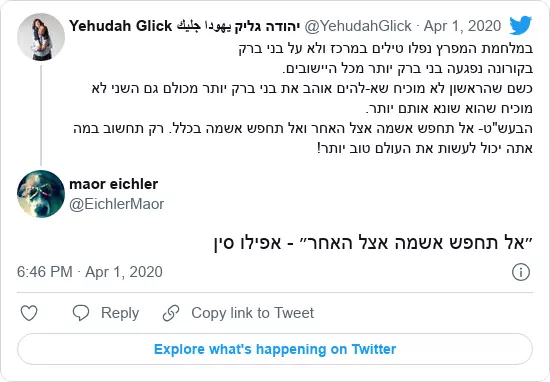 Yehudah Glick יהודה גליק يهودا جليك @YehudahGlick · Apr 1, 2020
במלחמת המפרץ נפלו טילים במרכז ולא על בני ברק
בקורונה נפגעה בני ברק יותר מכל היישובים.
כשם שהראשון לא מוכיח שא-להים אוהב את בני ברק יותר מכולם גם השני לא
מוכיח שהוא שונא אותם יותר.
הבעש"ט- אל תחפש אשמה אצל האחר ואל תחפש אשמה בכלל. רק תחשוב במה
אתה יכול לעשות את העולם טוב יותר!
maor eichler
@EichlerMaor
״אל תחפש אשמה אצל האחר״ - אפילו סין
6:46 PM · Apr 1, 2020
Reply
Copy link to Tweet
Explore what's happening on Twitter